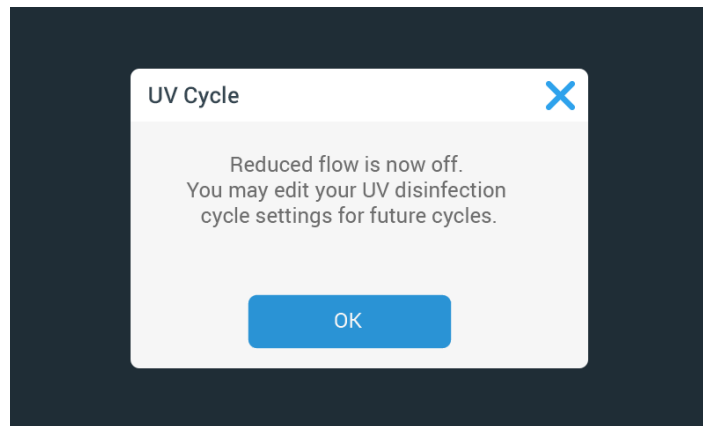 UV Cycle
Reduced flow is now off.
You may edit your UV disinfection
cycle settings for future cycles.
OK